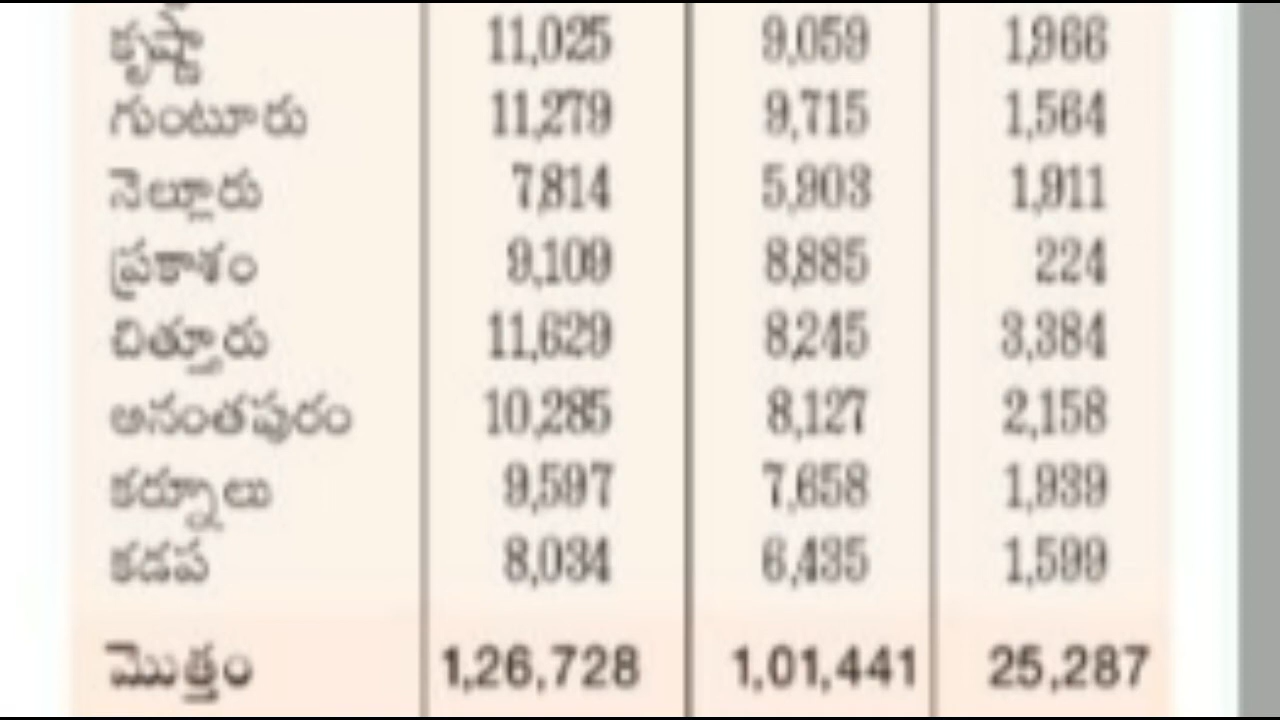 కృష్ణా 11,025 9,059 1,966
గుంటూరు 11,279 9,715 1,564
నెల్లూరు 7,814 5,903 1,911
ప్రకాశం 9,109 8,885 224
చిత్తూరు 11,629 8,245 3,384
అనంతపురం 10,285 8,127 2,158
కర్నూలు 9,597 7,658 1,939
కడప 8,034 6,435 1,599
మొత్తం 1,26,728 1,01,441 25,287